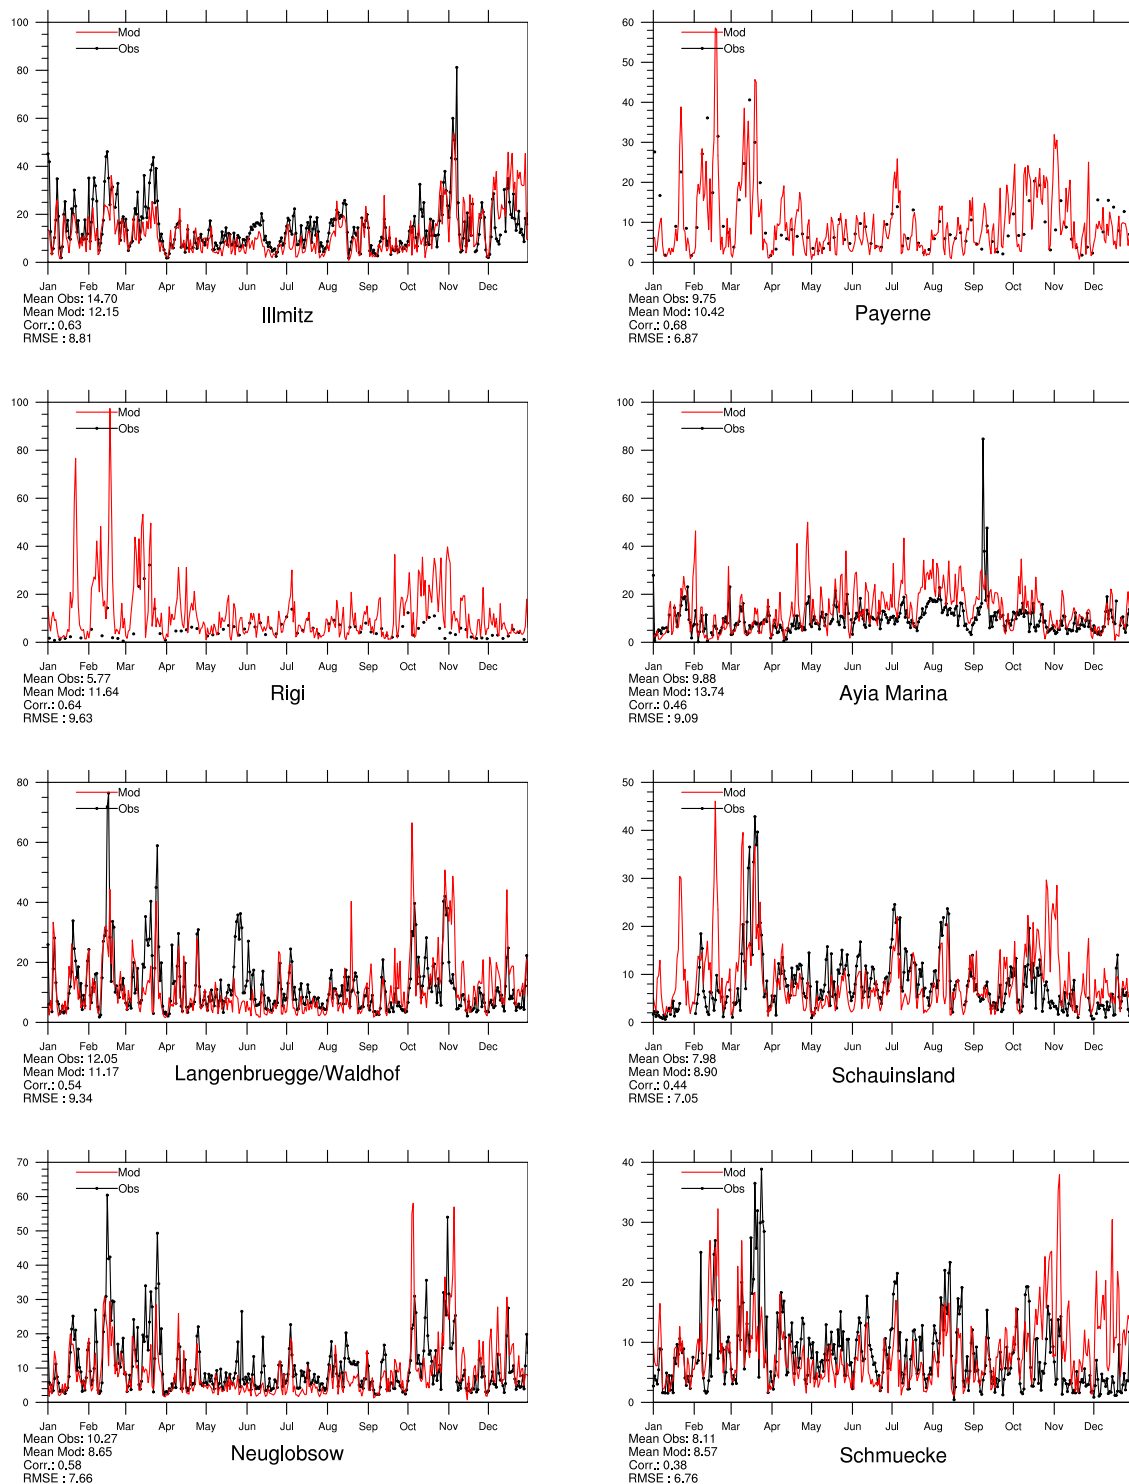 100
80
60
40
20
0
Mod
Obs
Jan Feb Mar Apr May Jun Jul Aug Sep Oct Nov Dec
Mean Obs: 14.70
Mean Mod: 12.15
Corr.: 0.63
RMSE : 8.81
Illmitz
60
50
40
30
20
10
0
Mod
Obs
Jan Feb Mar Apr May Jun Jul Aug Sep Oct Nov Dec
Mean Obs: 9.75
Mean Mod: 10.42
Corr.: 0.68
RMSE : 6.87
Payerne
100
80
60
40
20
0
Mod
Obs
Jan Feb Mar Apr May Jun Jul Aug Sep Oct Nov Dec
Mean Obs: 5.77
Mean Mod: 11.64
Corr.: 0.64
RMSE : 9.63
Rigi
100
80
60
40
20
0
Mod
Obs
Jan Feb Mar Apr May Jun Jul Aug Sep Oct Nov Dec
Mean Obs: 9.88
Mean Mod: 13.74
Corr.: 0.46
RMSE : 9.09
Ayia Marina
80
60
40
20
0
Mod
Obs
Jan Feb Mar Apr May Jun Jul Aug Sep Oct Nov Dec
Mean Obs: 12.05
Mean Mod: 11.17
Corr.: 0.54
RMSE : 9.34
Langenbruegge/Waldhof
50
40
30
20
10
0
Mod
Obs
Jan Feb Mar Apr May Jun Jul Aug Sep Oct Nov Dec
Mean Obs: 7.98
Mean Mod: 8.90
Corr.: 0.44
RMSE : 7.05
Schauinsland
70
60
50
40
30
20
10
0
Mod
Obs
Jan Feb Mar Apr May Jun Jul Aug Sep Oct Nov Dec
Mean Obs: 10.27
Mean Mod: 8.65
Corr.: 0.58
RMSE : 7.66
Neuglobsow
40
30
20
10
0
Mod
Obs
Jan Feb Mar Apr May Jun Jul Aug Sep Oct Nov Dec
Mean Obs: 8.11
Mean Mod: 8.57
Corr.: 0.38
RMSE : 6.76
Schmuecke